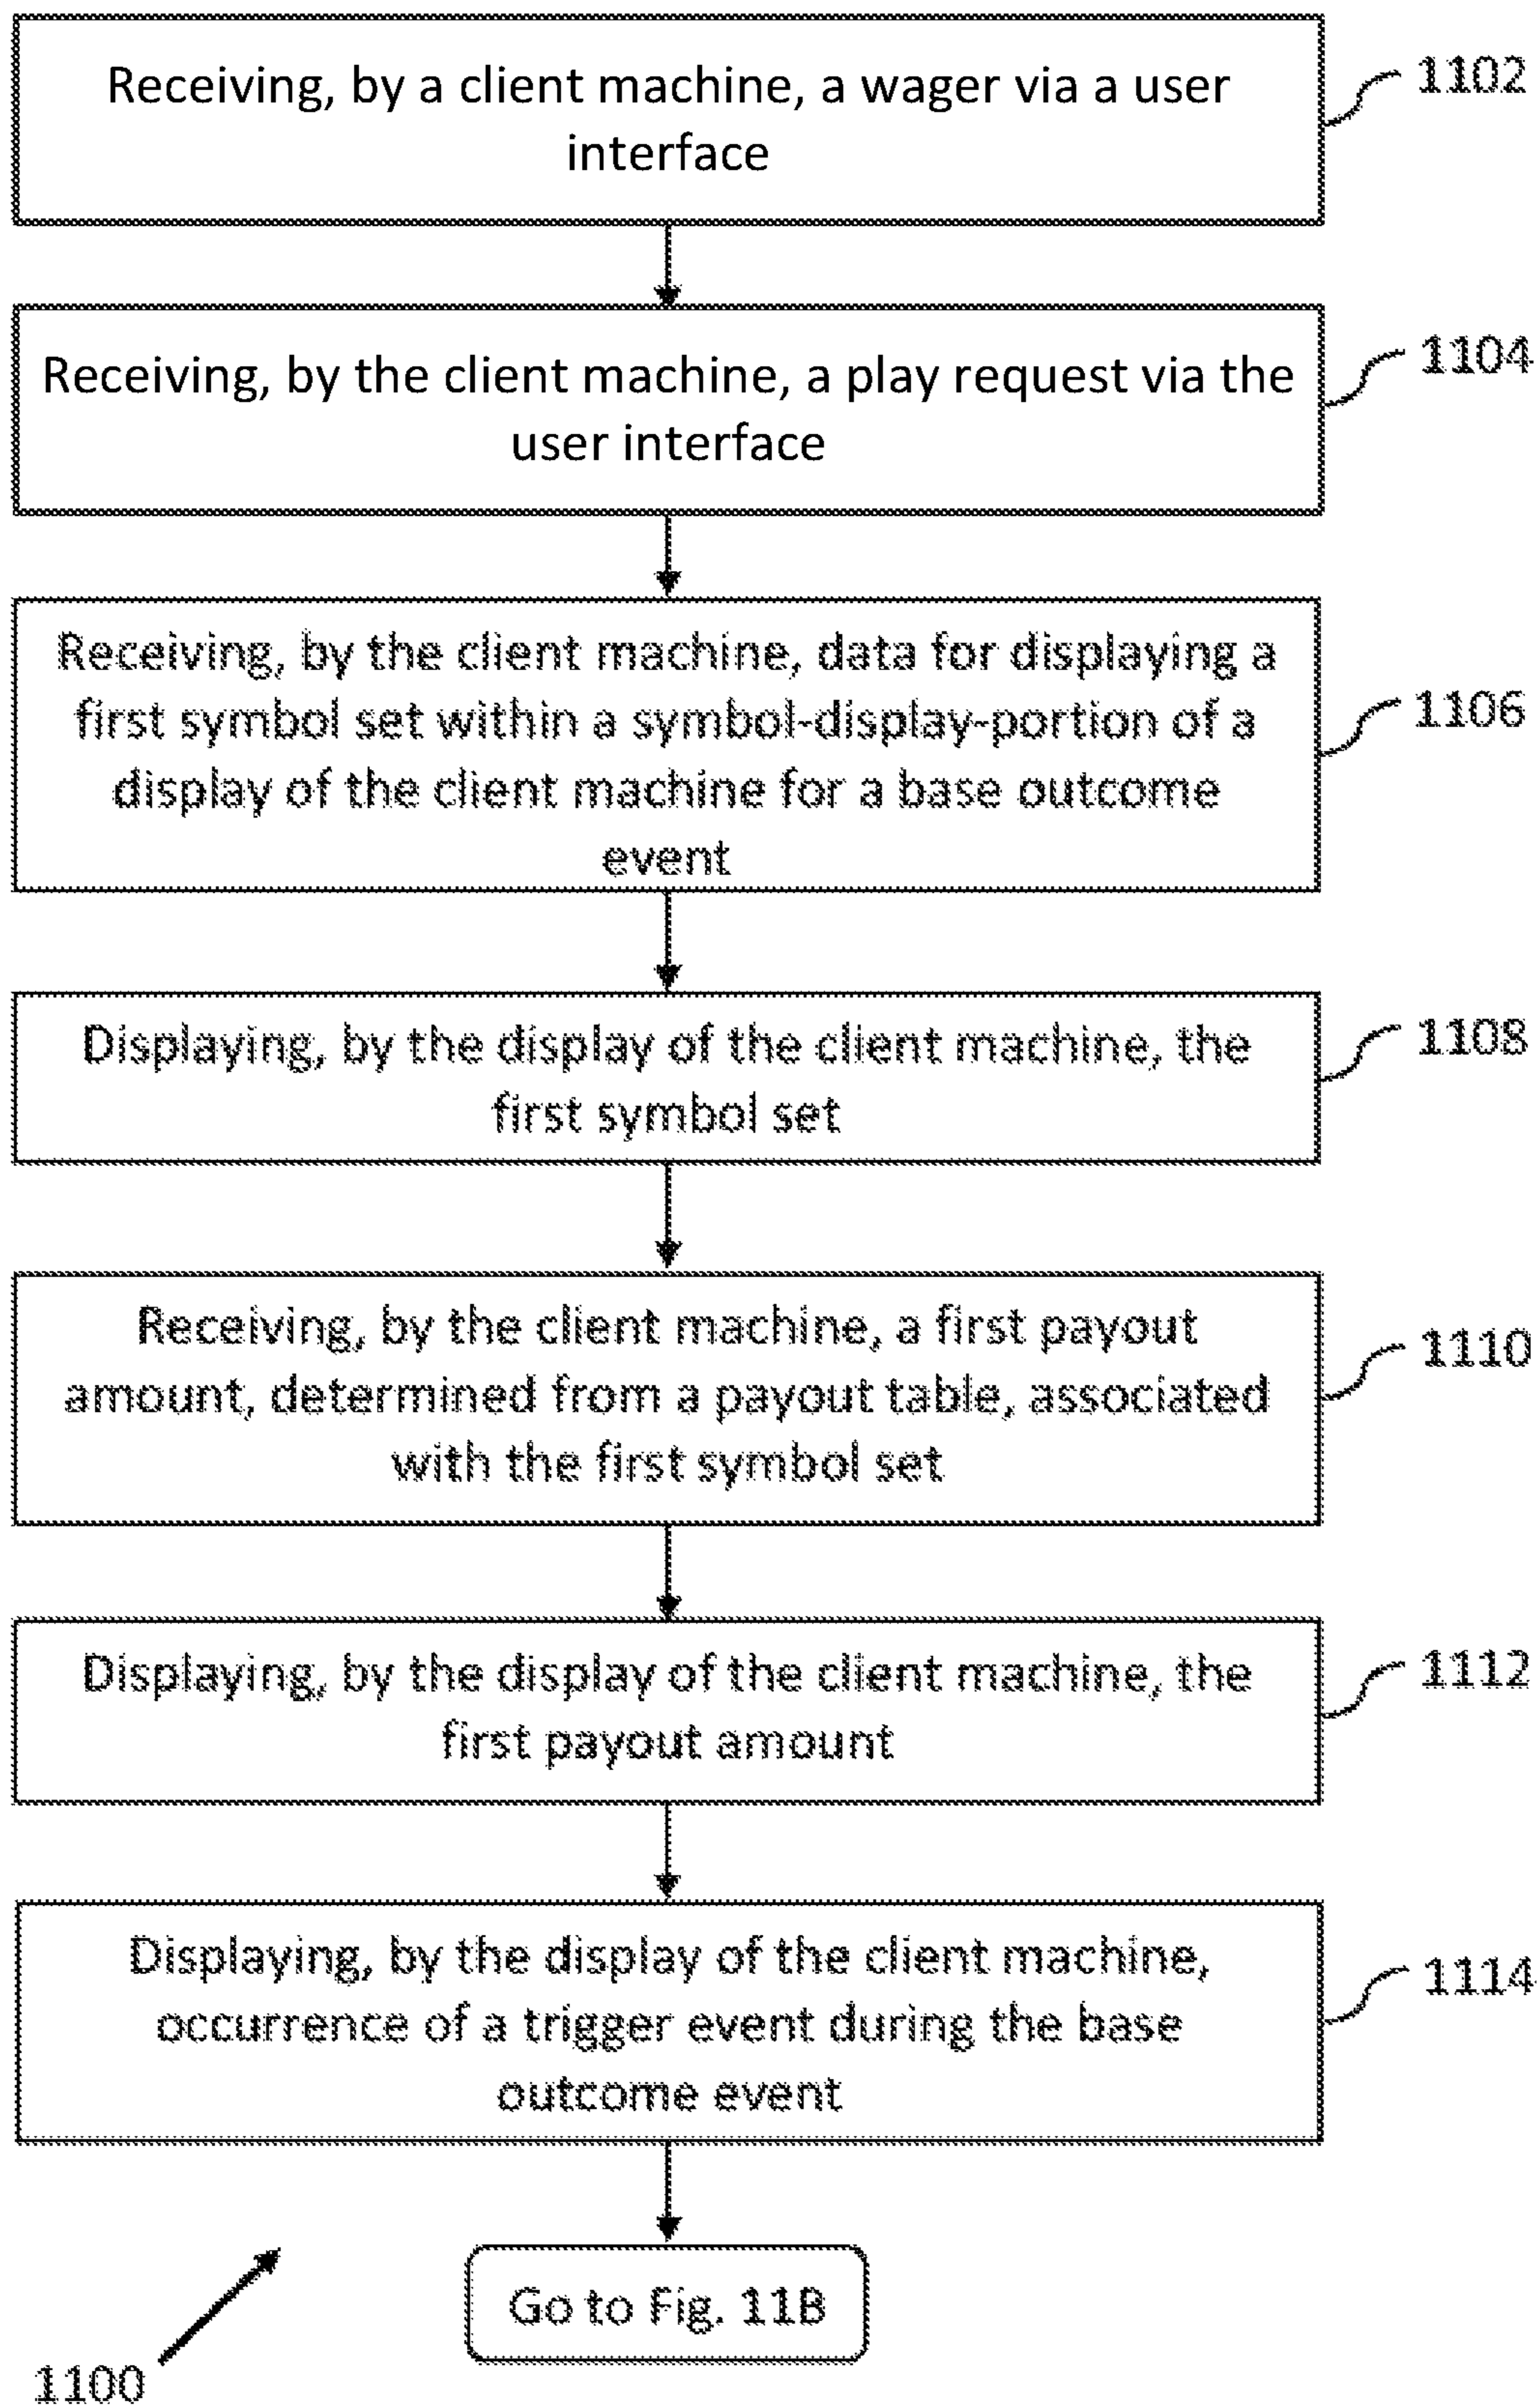 Receiving, by a client machine, a wager via a user
interface
1102
Receiving, by the client machine, a play request via the
user interface
1104
Receiving, by the client machine, data for displaying a
first symbol set within a symbol-display-portion of a
display of the client machine for a base outcome
event
1106
Displaying, by the display of the client machine, the
first symbol set
1108
Receiving, by the client machine, a first payout
amount, determined from a payout table, associated
with the first symbol set
1110
Displaying, by the display of the client machine, the
first payout amount
1112
Displaying, by the display of the client machine,
occurrence of a trigger event during the base
outcome event
1114
Go to Fig. 11B
1100